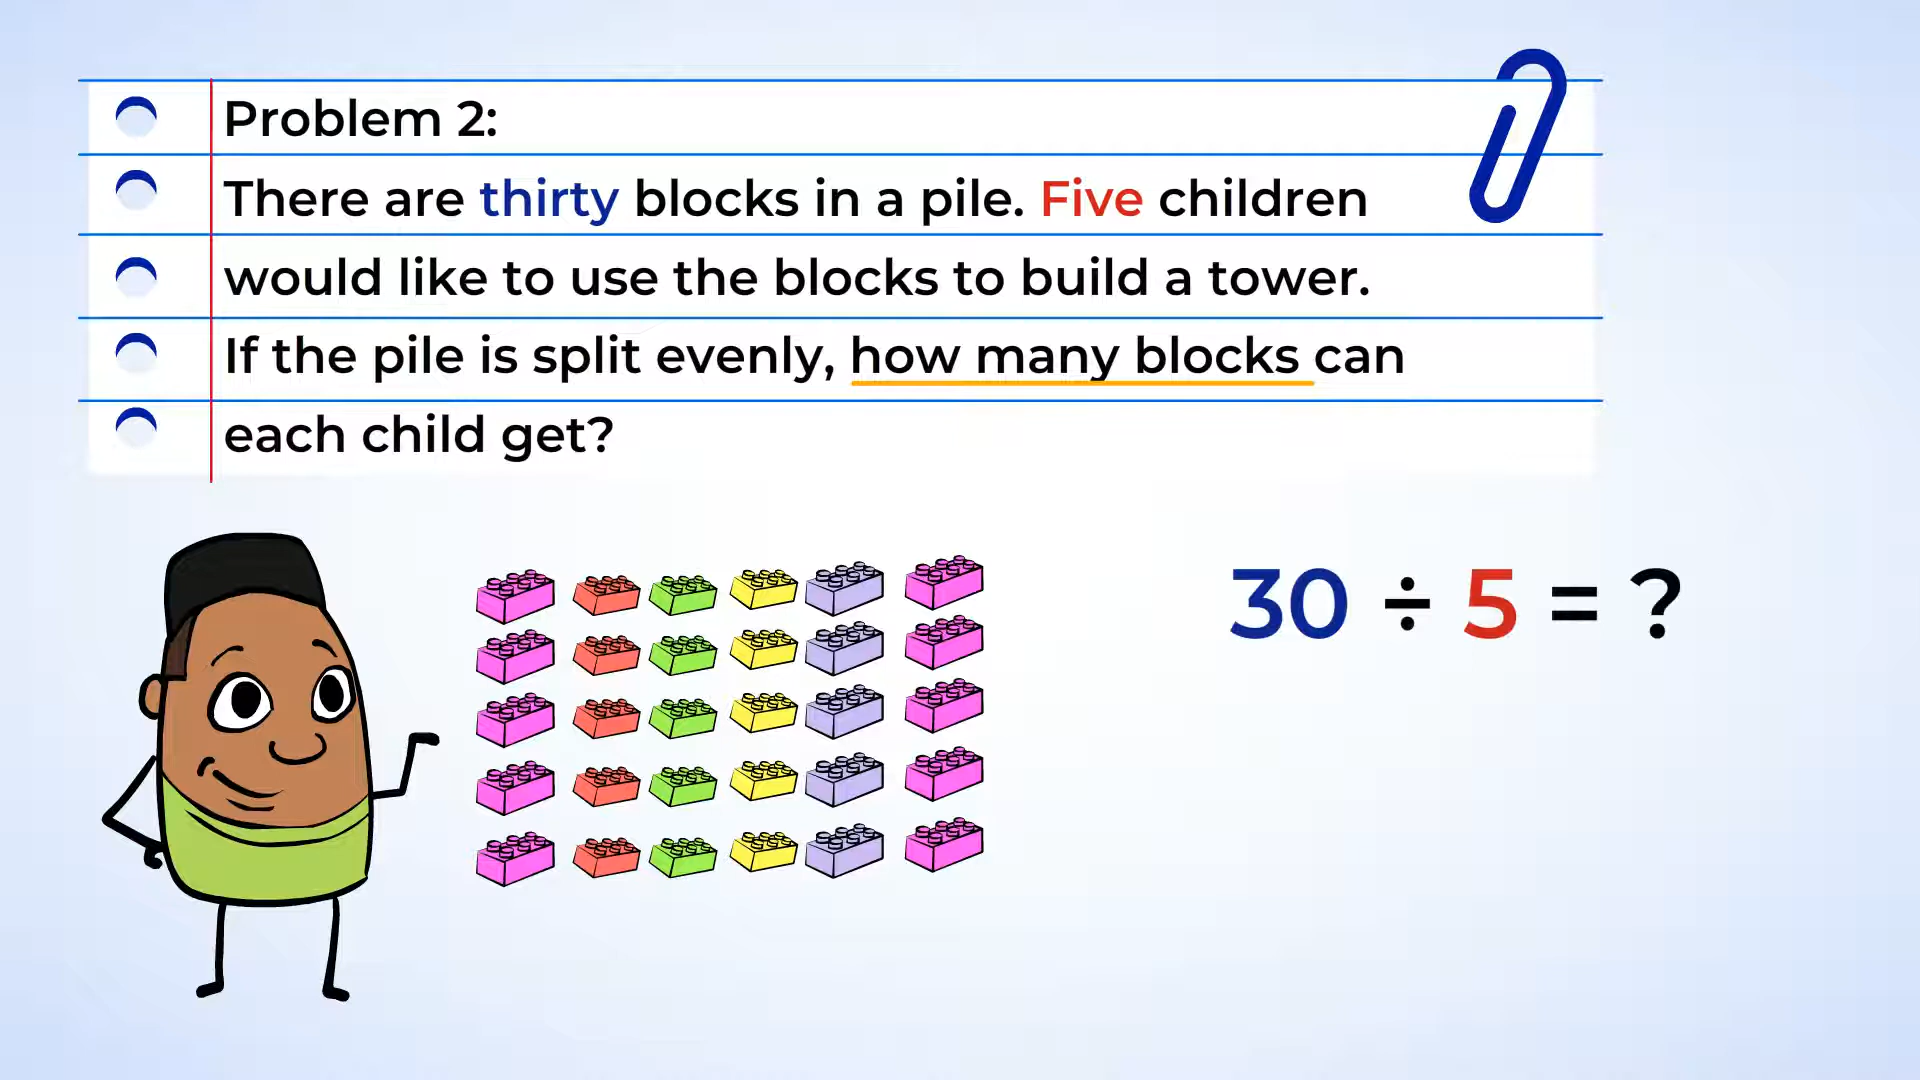 Problem 2:
There are thirty blocks in a pile. Five children
would like to use the blocks to build a tower.
If the pile is split evenly, how many blocks can
each child get?
30 ÷ 5 = ?